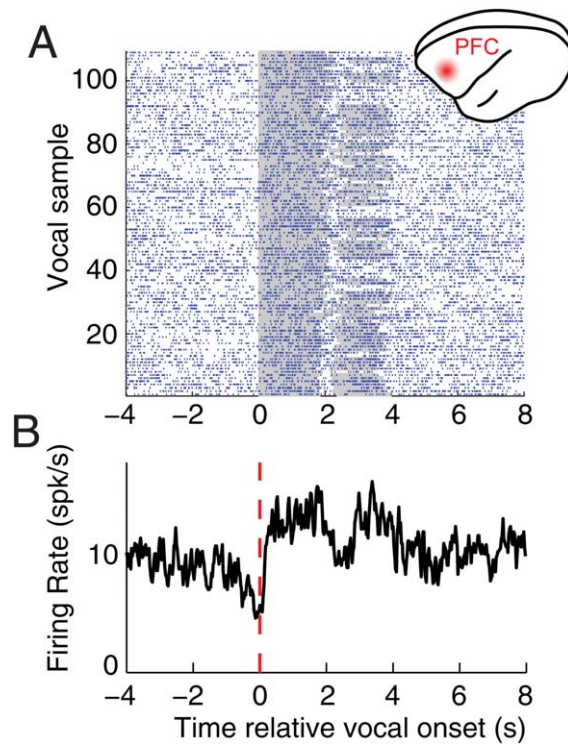 A
PFC
Vocal sample
100
80
60
40
20
−4 −2 0 2 4 6 8
B
Firing Rate (spk/s)
10
0
−4 −2 0 2 4 6 8
Time relative vocal onset (s)